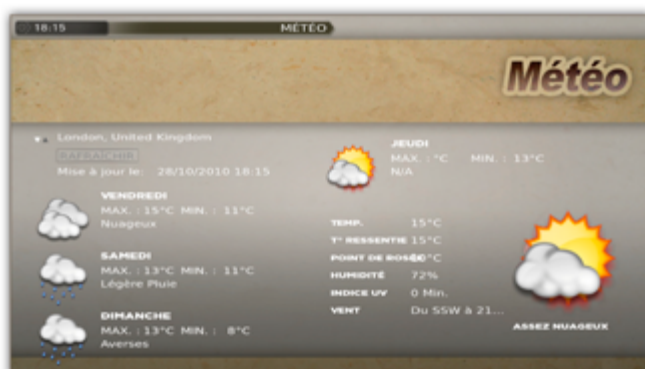 18:15 MÉTÉO
Météo
London, United Kingdom
RAFRAICHIR
Mise à jour le: 28/10/2010 18:15
VENDREDI
MAX. : 15°C MIN. : 11°C
Nuageux
SAMEDI
MAX. : 13°C MIN. : 11°C
Légère Pluie
DIMANCHE
MAX. : 13°C MIN. : 8°C
Averses
JEUDI
MAX. : °C MIN. : 13°C
N/A
TEMP. 15°C
T° RESSENTIE 15°C
POINT DE ROSÉE
HUMIDITÉ 72%
INDICE UV 0 Min.
VENT Du SSW à 21...
ASSEZ NUAGEUX